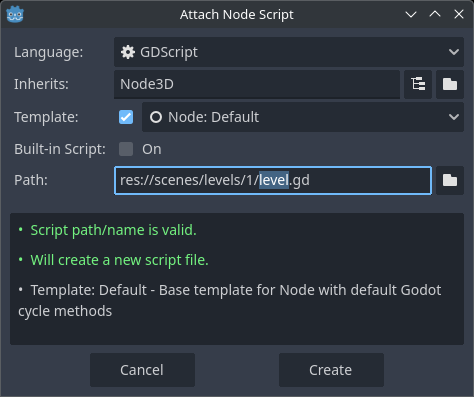 Attach Node Script
Language: GDScript
Inherits: Node3D
Template: Node: Default
Built-in Script: On
Path: res://scenes/levels/1/level.gd
• Script path/name is valid.
• Will create a new script file.
• Template: Default - Base template for Node with default Godot
cycle methods
Cancel Create